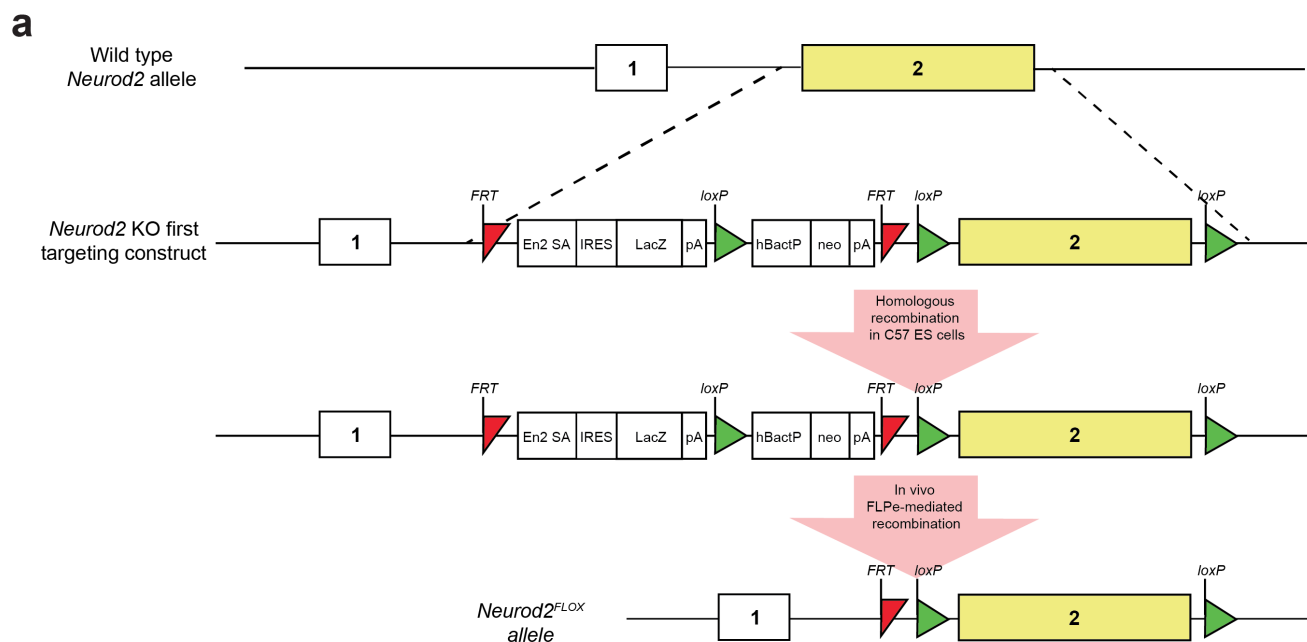 a
Wild type
Neurod2 allele
1
2
FRT
loxP
FRT
loxP
loxP
Neurod2 KO first
targeting construct
1
En2 SA
IRES
LacZ
pA
hBactP
neo
pA
2
Homologous
recombination
in C57 ES cells
FRT
loxP
FRT
loxP
loxP
1
En2 SA
IRES
LacZ
pA
hBactP
neo
pA
2
In vivo
FLPe-mediated
recombination
FRT
loxP
loxP
Neurod2FLOX
allele
1
2